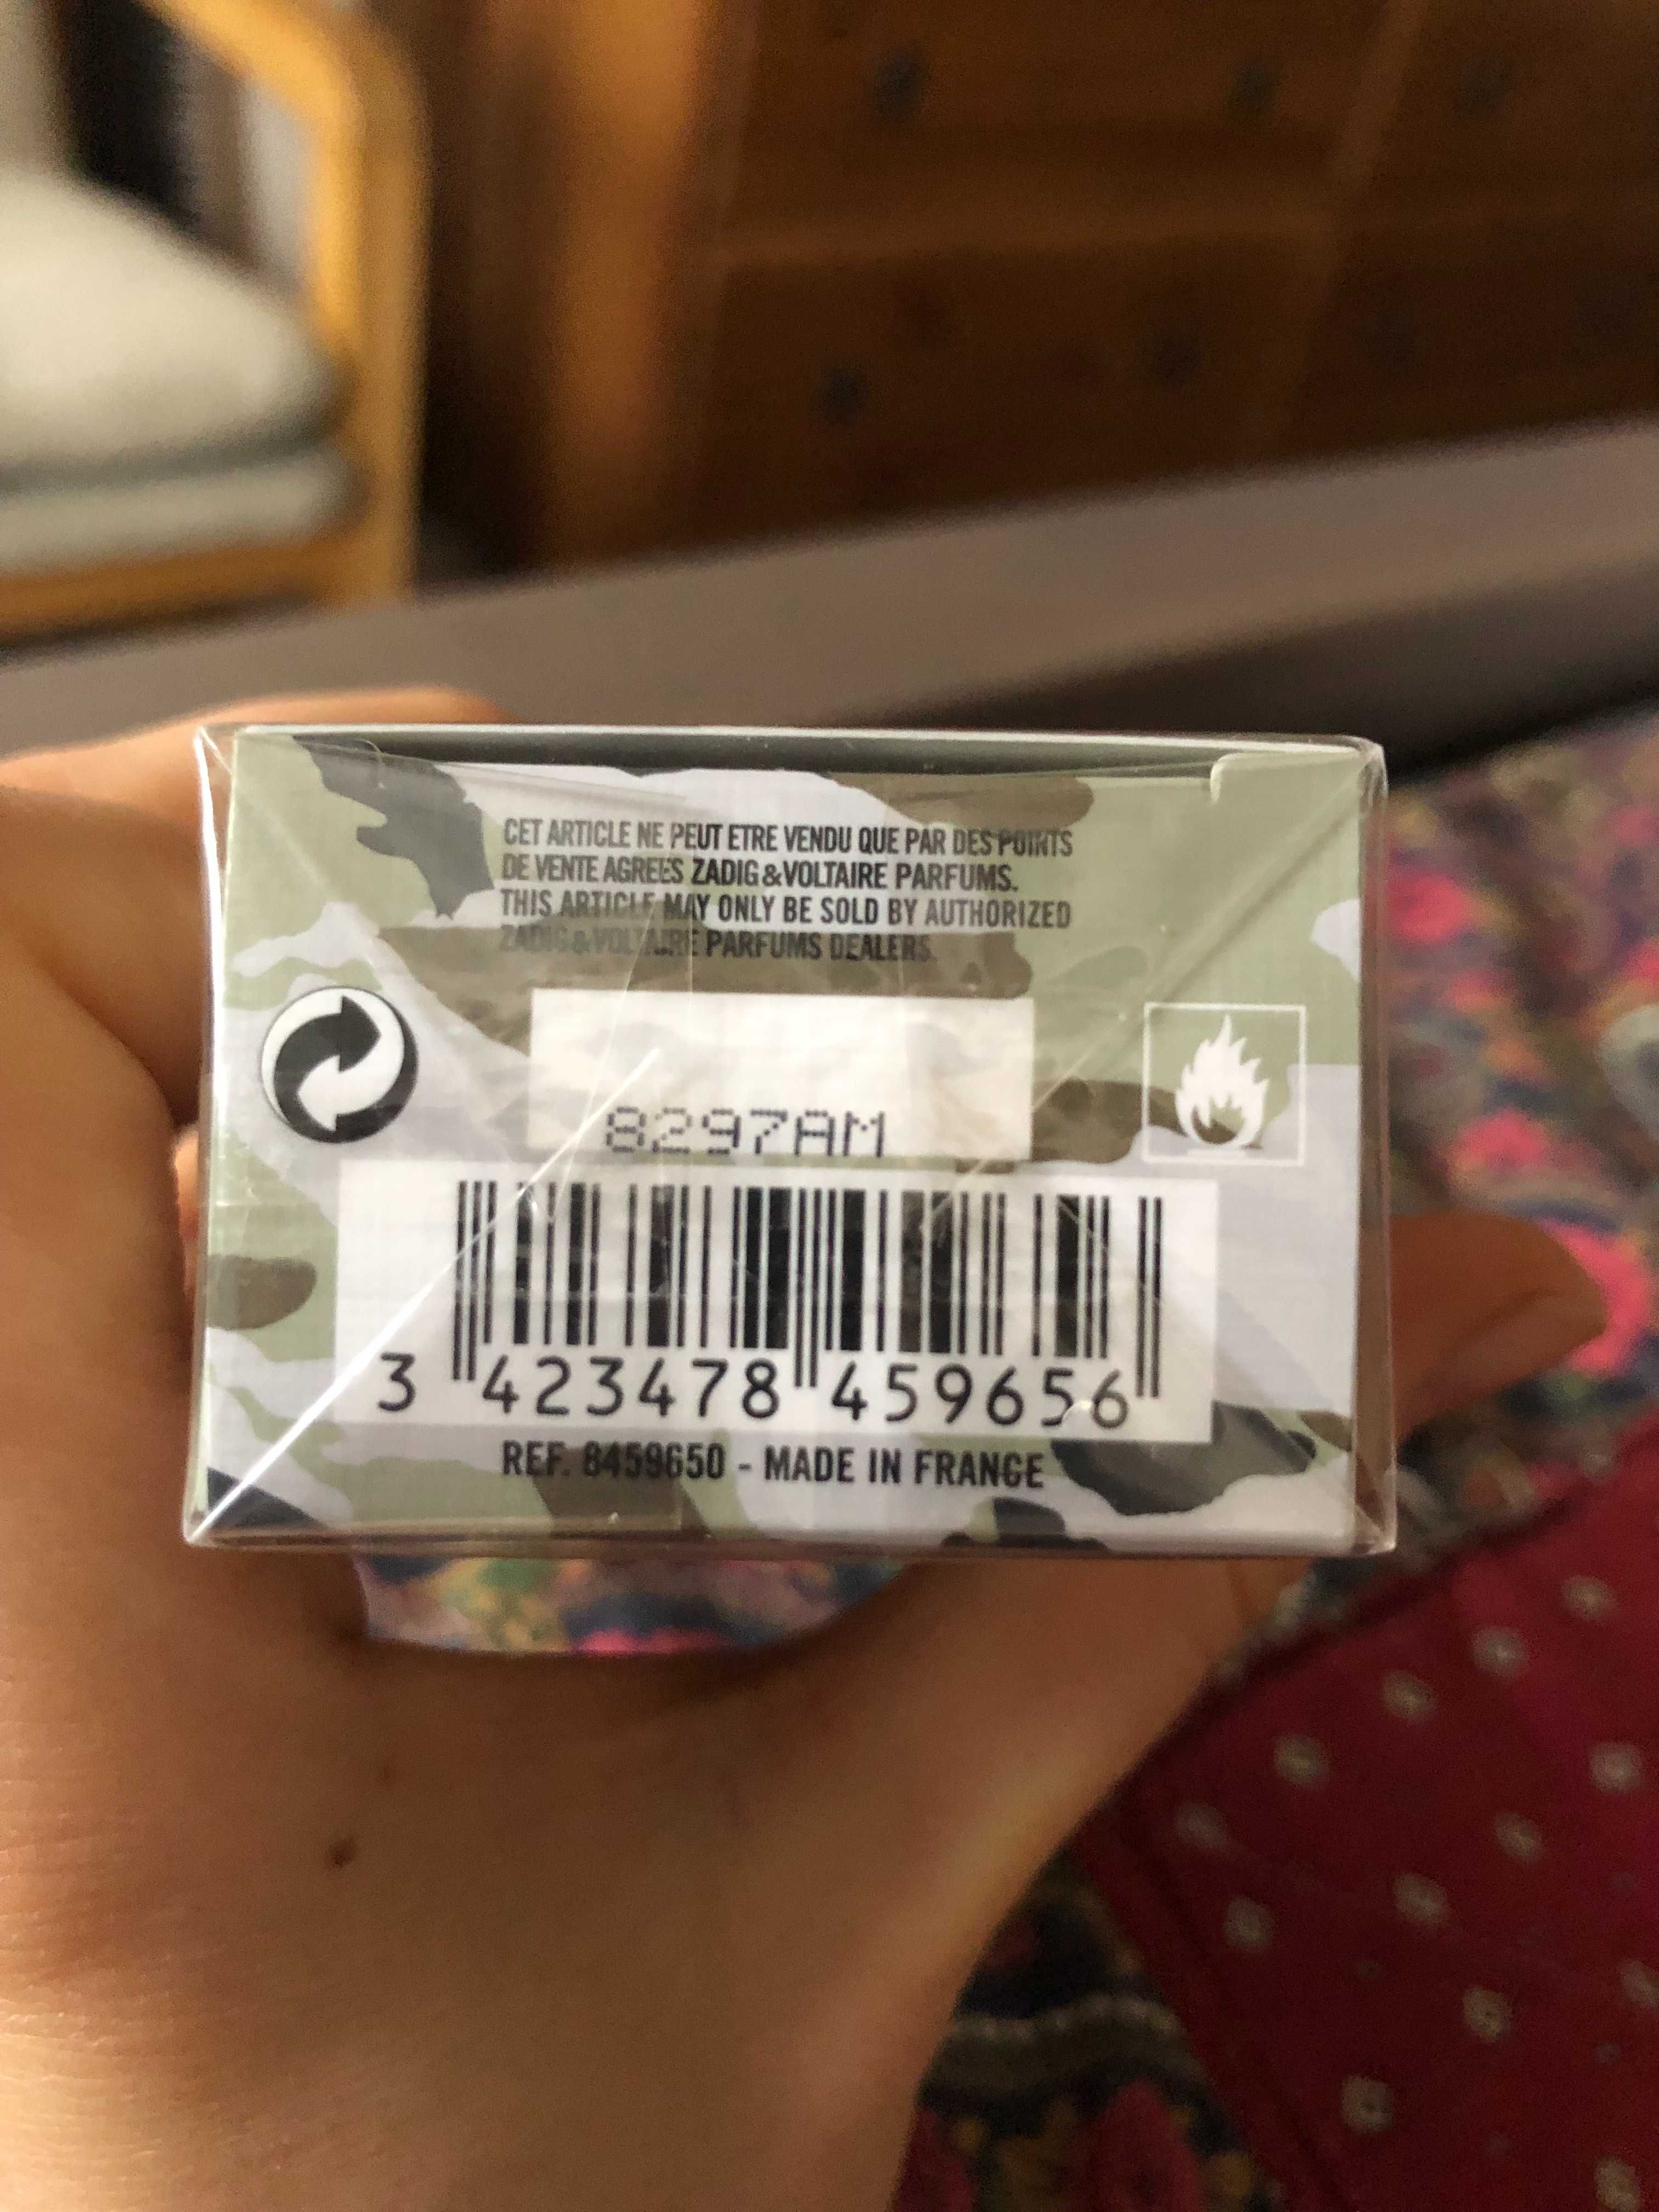 CET ARTICLE NE PEUT ETRE VENDU QUE PAR DES POINTS
DE VENTE AGREES ZADIG&VOLTAIRE PARFUMS.
THIS ARTICLE MAY ONLY BE SOLD BY AUTHORIZED
ZADIG&VOLTAIRE PARFUMS DEALERS.
8297AM
3 423478 459656
REF. 8459650 - MADE IN FRANCE